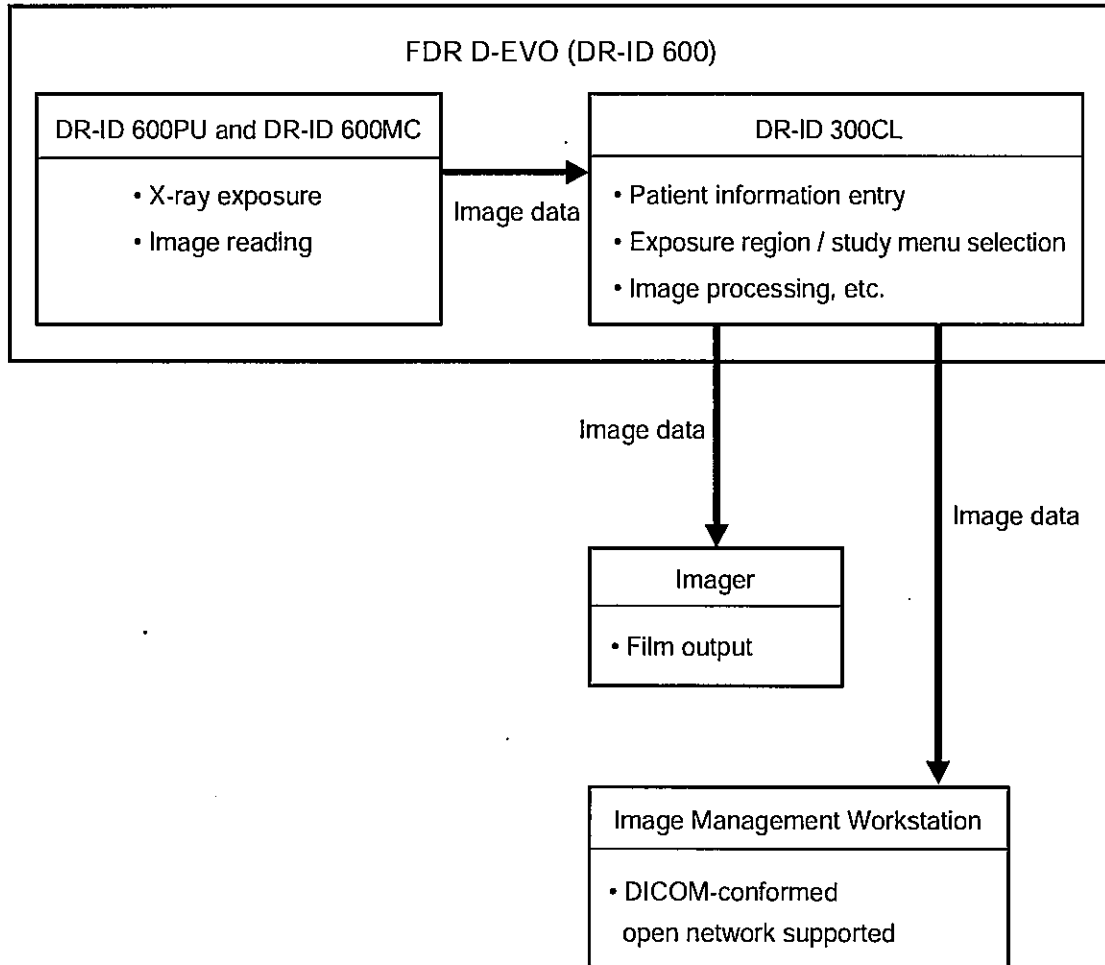 FDR D-EVO (DR-ID 600)
DR-ID 600PU and DR-ID 600MC
• X-ray exposure
• Image reading
Image data
DR-ID 300CL
• Patient information entry
• Exposure region / study menu selection
• Image processing, etc.
Image data
Image data
Imager
• Film output
Image Management Workstation
• DICOM-conformed
open network supported